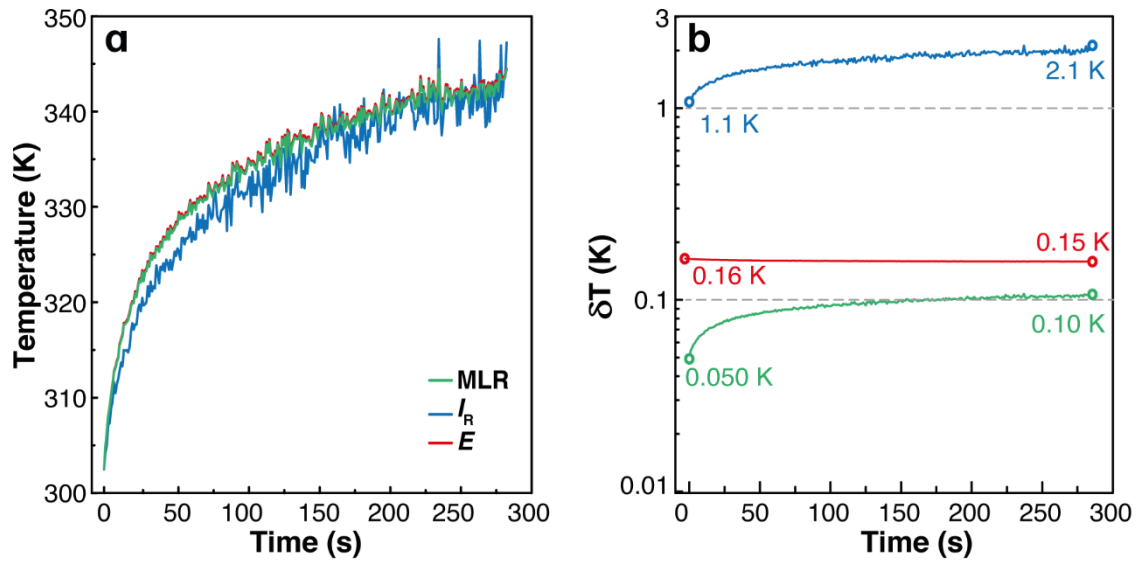 a
350
340
330
320
310
300
0
50
100
150
200
250
300
Temperature (K)
Time (s)
MLR
I_R
E
b
3
1
0.1
0.01
0
50
100
150
200
250
300
δT (K)
Time (s)
2.1 K
1.1 K
0.15 K
0.16 K
0.10 K
0.050 K